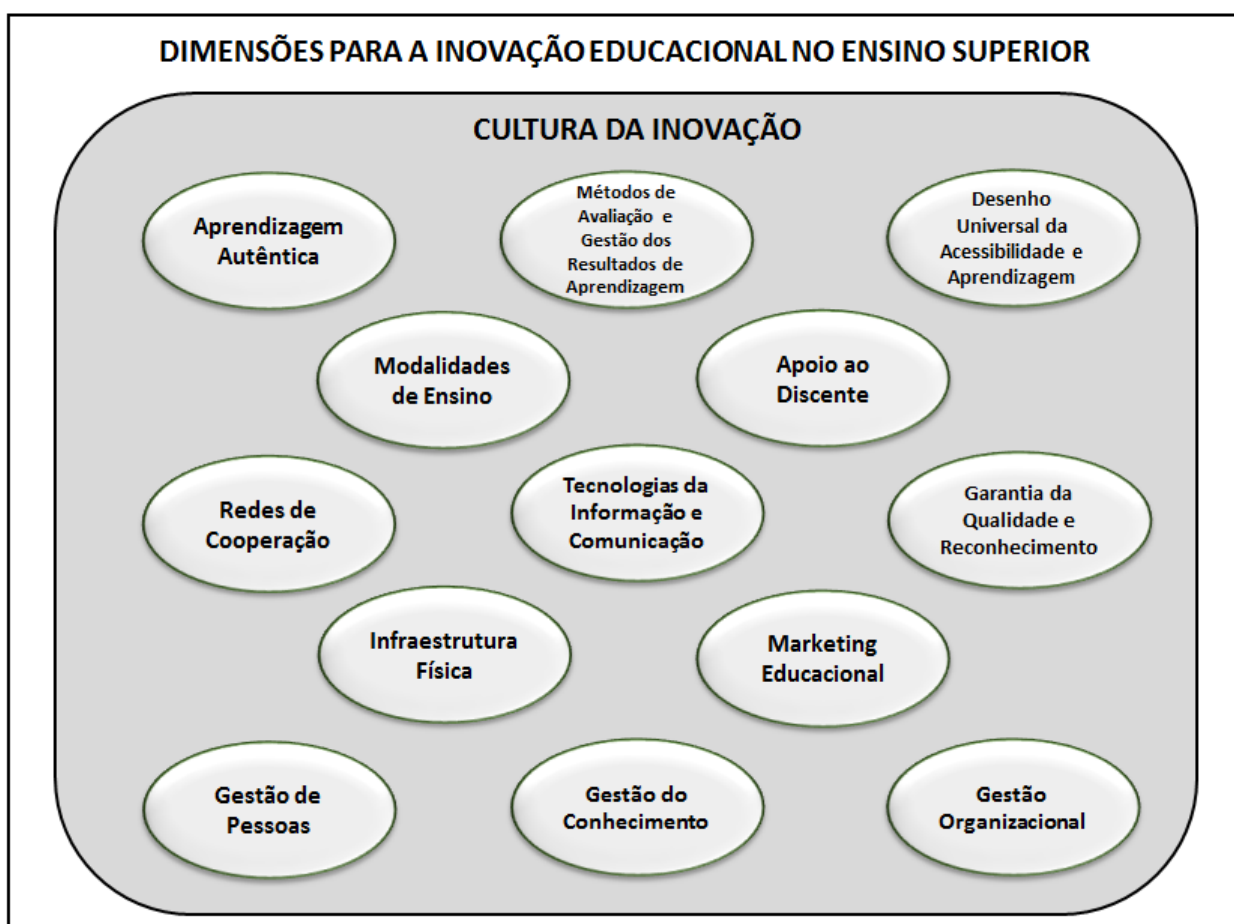 DIMENSÕES PARA A INOVAÇÃO EDUCACIONAL NO ENSINO SUPERIOR
CULTURA DA INOVAÇÃO
Aprendizagem
Autêntica
Métodos de
Avaliação e
Gestão dos
Resultados de
Aprendizagem
Desenho
Universal da
Acessibilidade e
Aprendizagem
Modalidades
de Ensino
Apoio ao
Discente
Redes de
Cooperação
Tecnologias da
Informação e
Comunicação
Garantia da
Qualidade e
Reconhecimento
Infraestrutura
Física
Marketing
Educacional
Gestão de
Pessoas
Gestão do
Conhecimento
Gestão
Organizacional